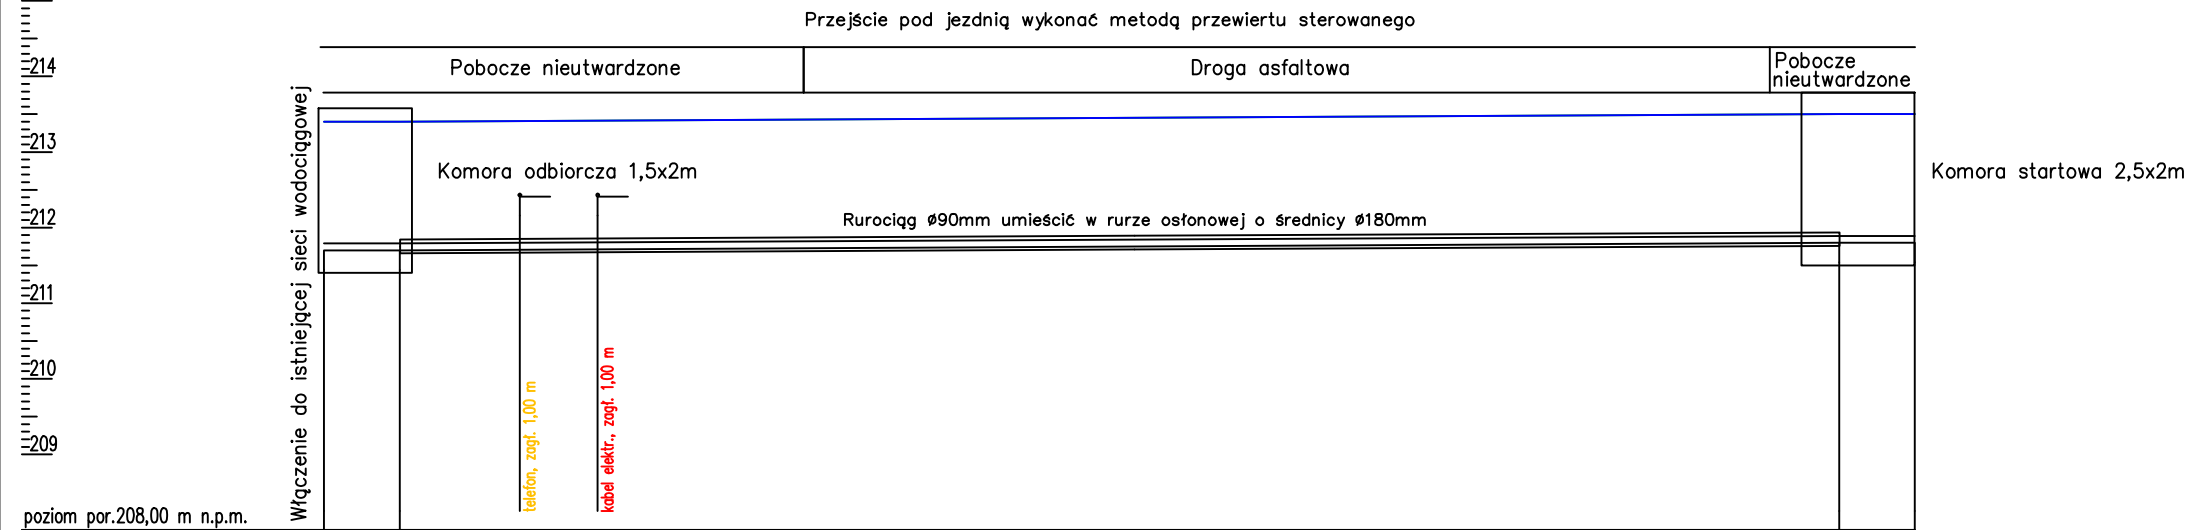 Przejście pod jezdnią wykonać metodą przewiertu sterowanego
Pobocze nieutwardzone
Droga asfaltowa
Pobocze
nieutwardzone
214
213
212
211
210
209
poziom por.208,00 m n.p.m.
Włączenie do istniejącej sieci wodociągowej
Komora odbiorcza 1,5x2m
Komora startowa 2,5x2m
Rurociąg ø90mm umieścić w rurze osłonowej o średnicy ø180mm
telefon, zagł. 1,00 m
kabel elektr., zagł. 1,00 m